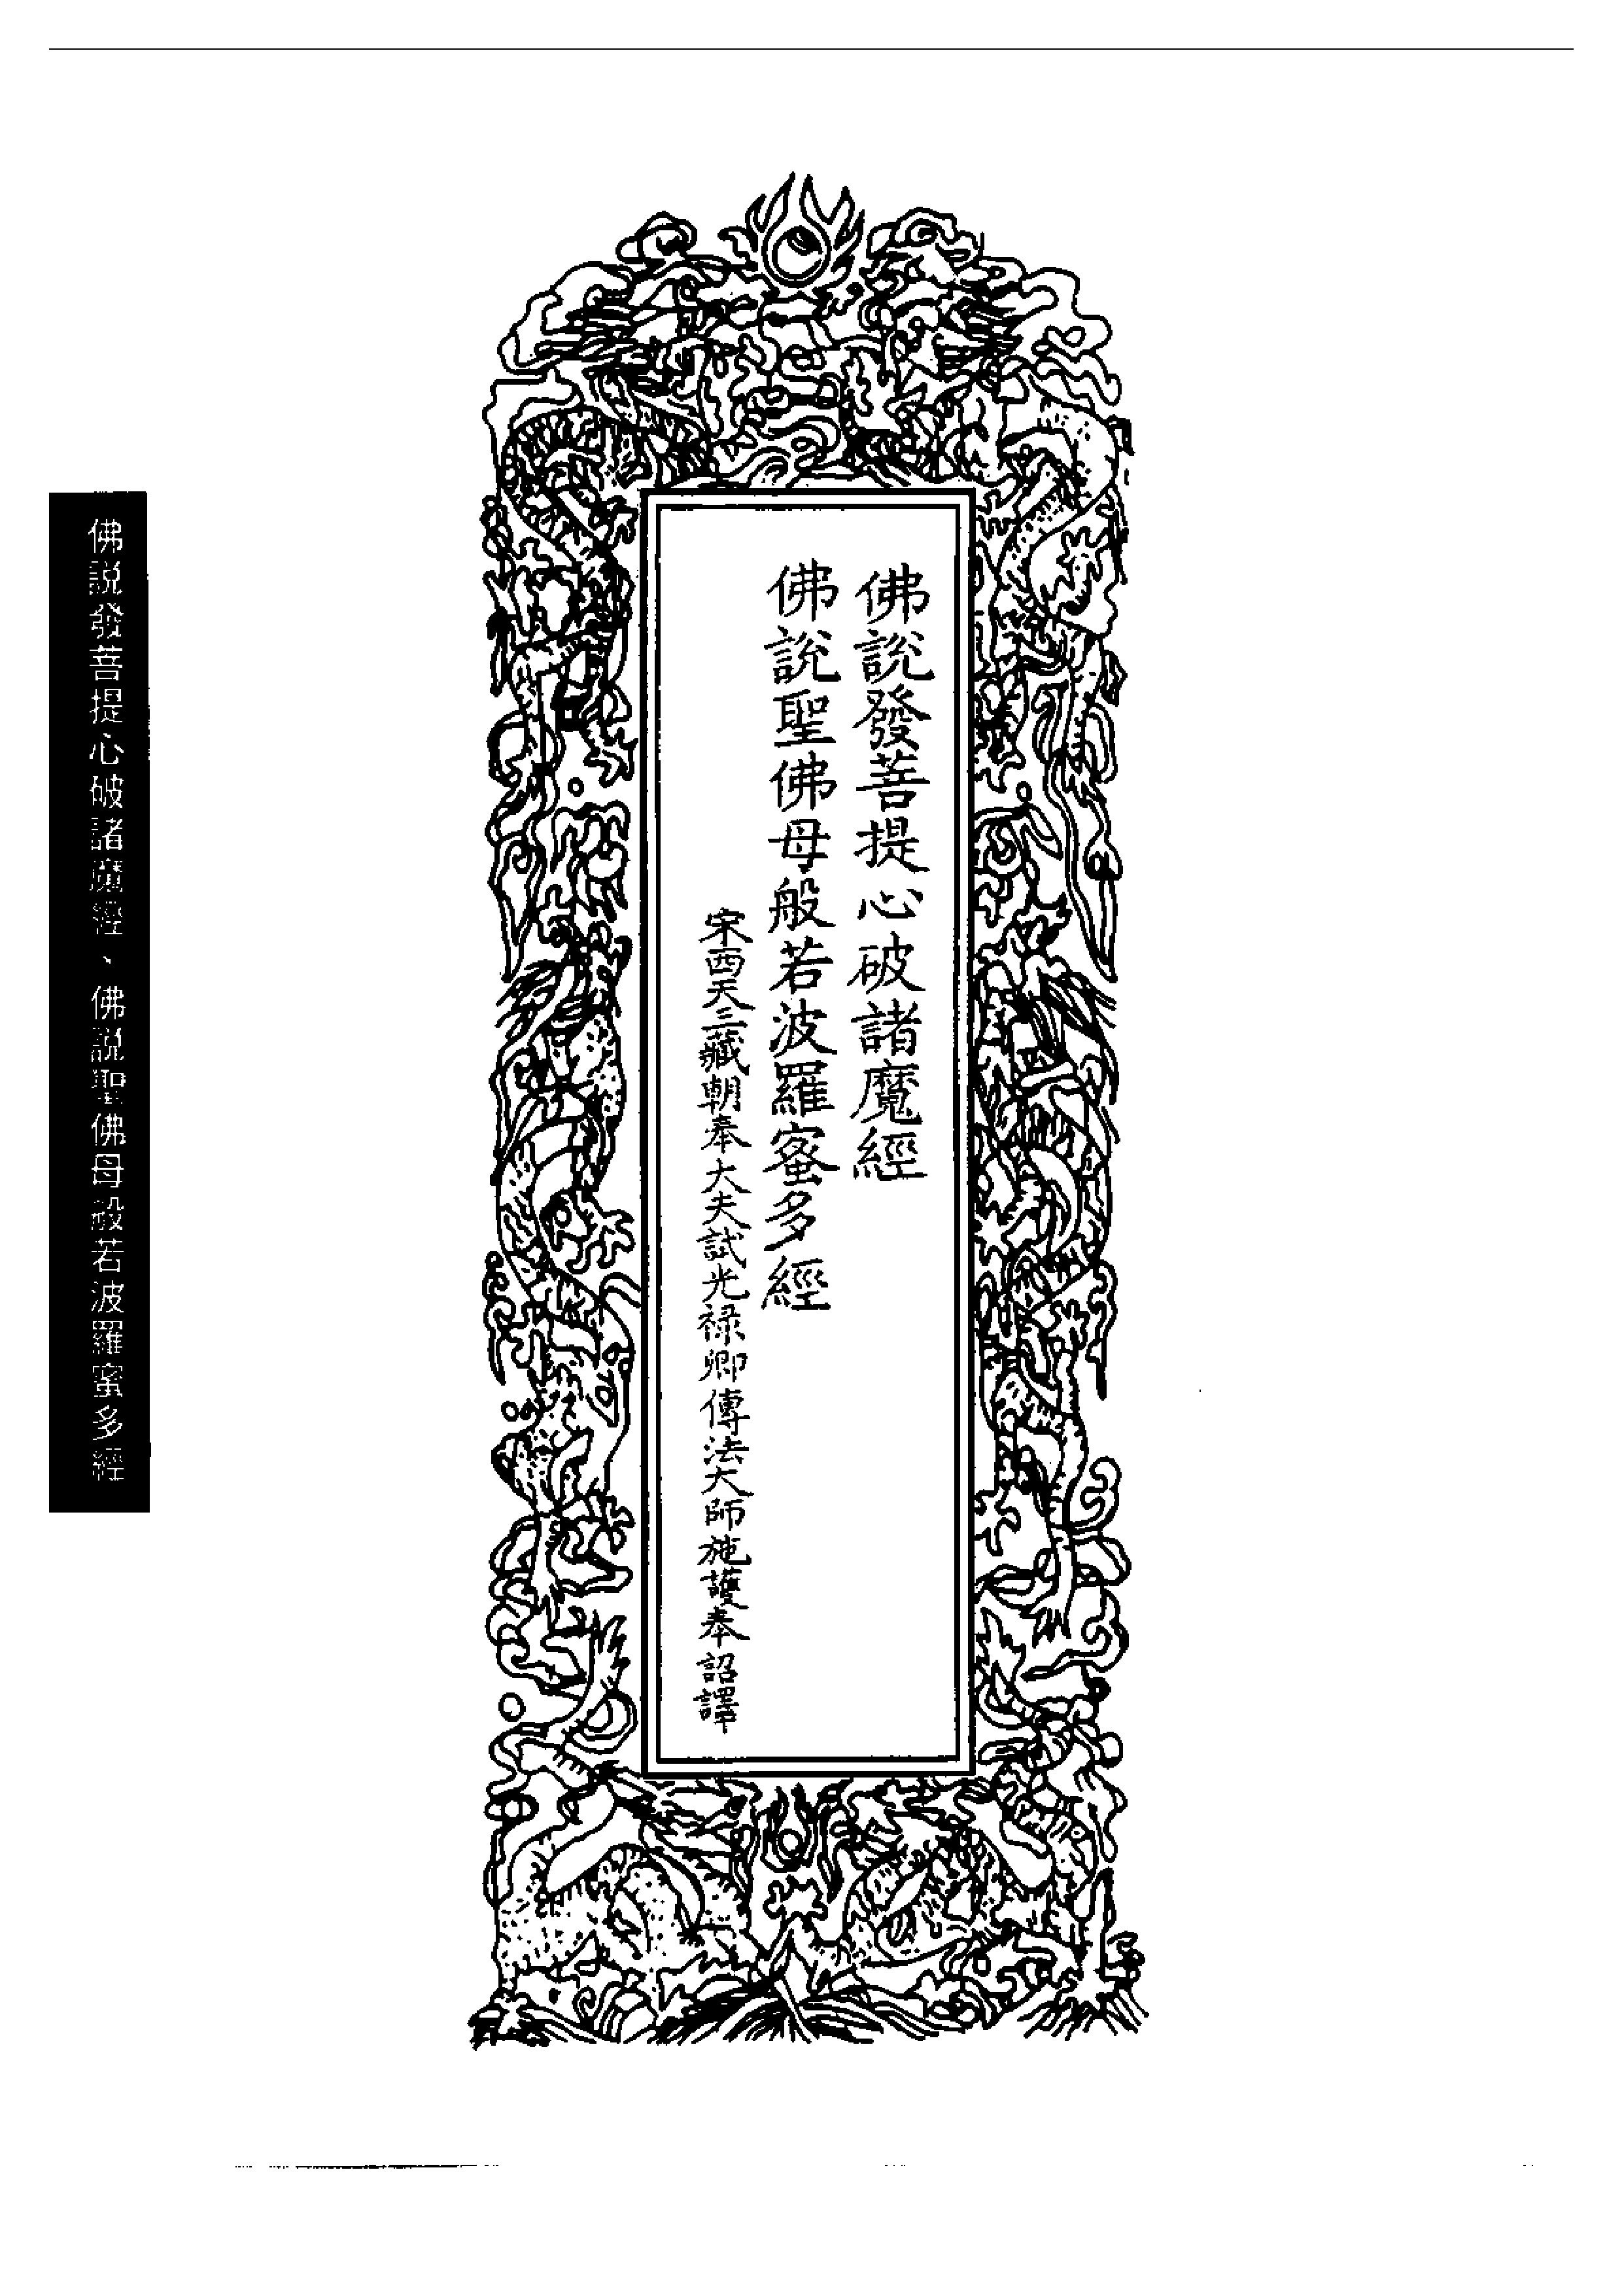 佛說發菩提心破諸魔經
佛說聖佛母般若波羅蜜多經
宋西天三藏朝奉大夫試光祿卿傳法大師施護奉詔譯
佛説發菩提心破諸魔經、佛説聖佛母般若波羅蜜多經